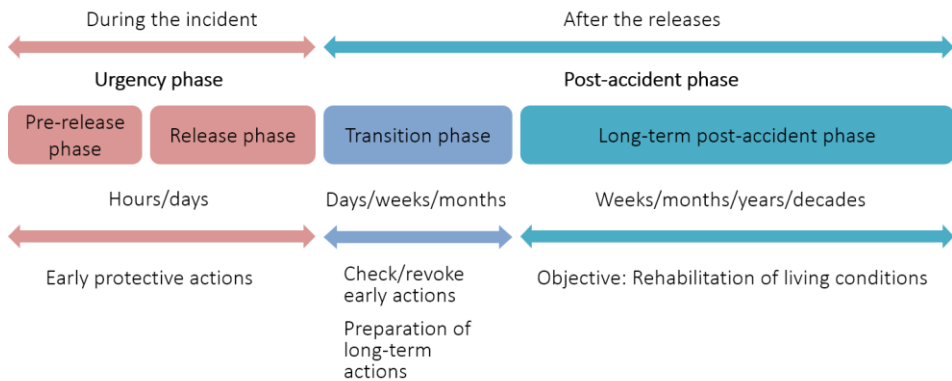 During the incident
After the releases
Urgency phase
Post-accident phase
Pre-release
phase
Release phase
Transition phase
Long-term post-accident phase
Hours/days
Days/weeks/months
Weeks/months/years/decades
Early protective actions
Check/revoke
early actions
Preparation of
long-term
actions
Objective: Rehabilitation of living conditions